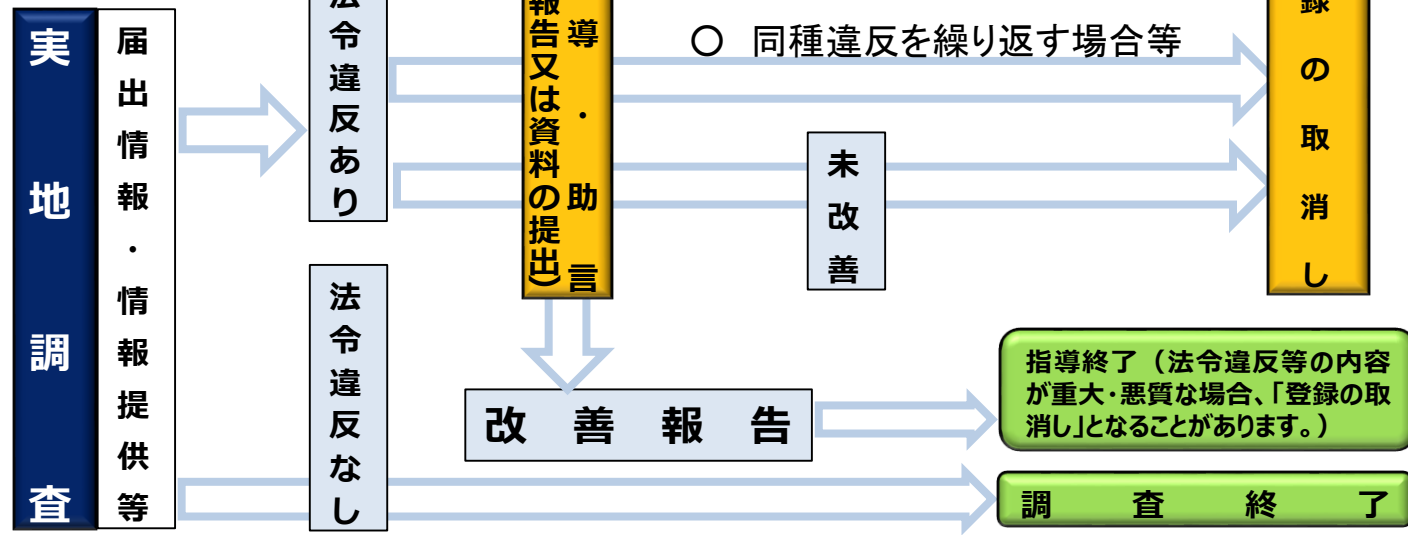 実地調査
届出情報・情報提供等
法令違反あり
報告又は資料の提出）
導・助言
○ 同種違反を繰り返す場合等
未改善
録の取消し
法令違反なし
改善報告
指導終了（法令違反等の内容
が重大・悪質な場合、「登録の取
消し」となることがあります。）
調査終了